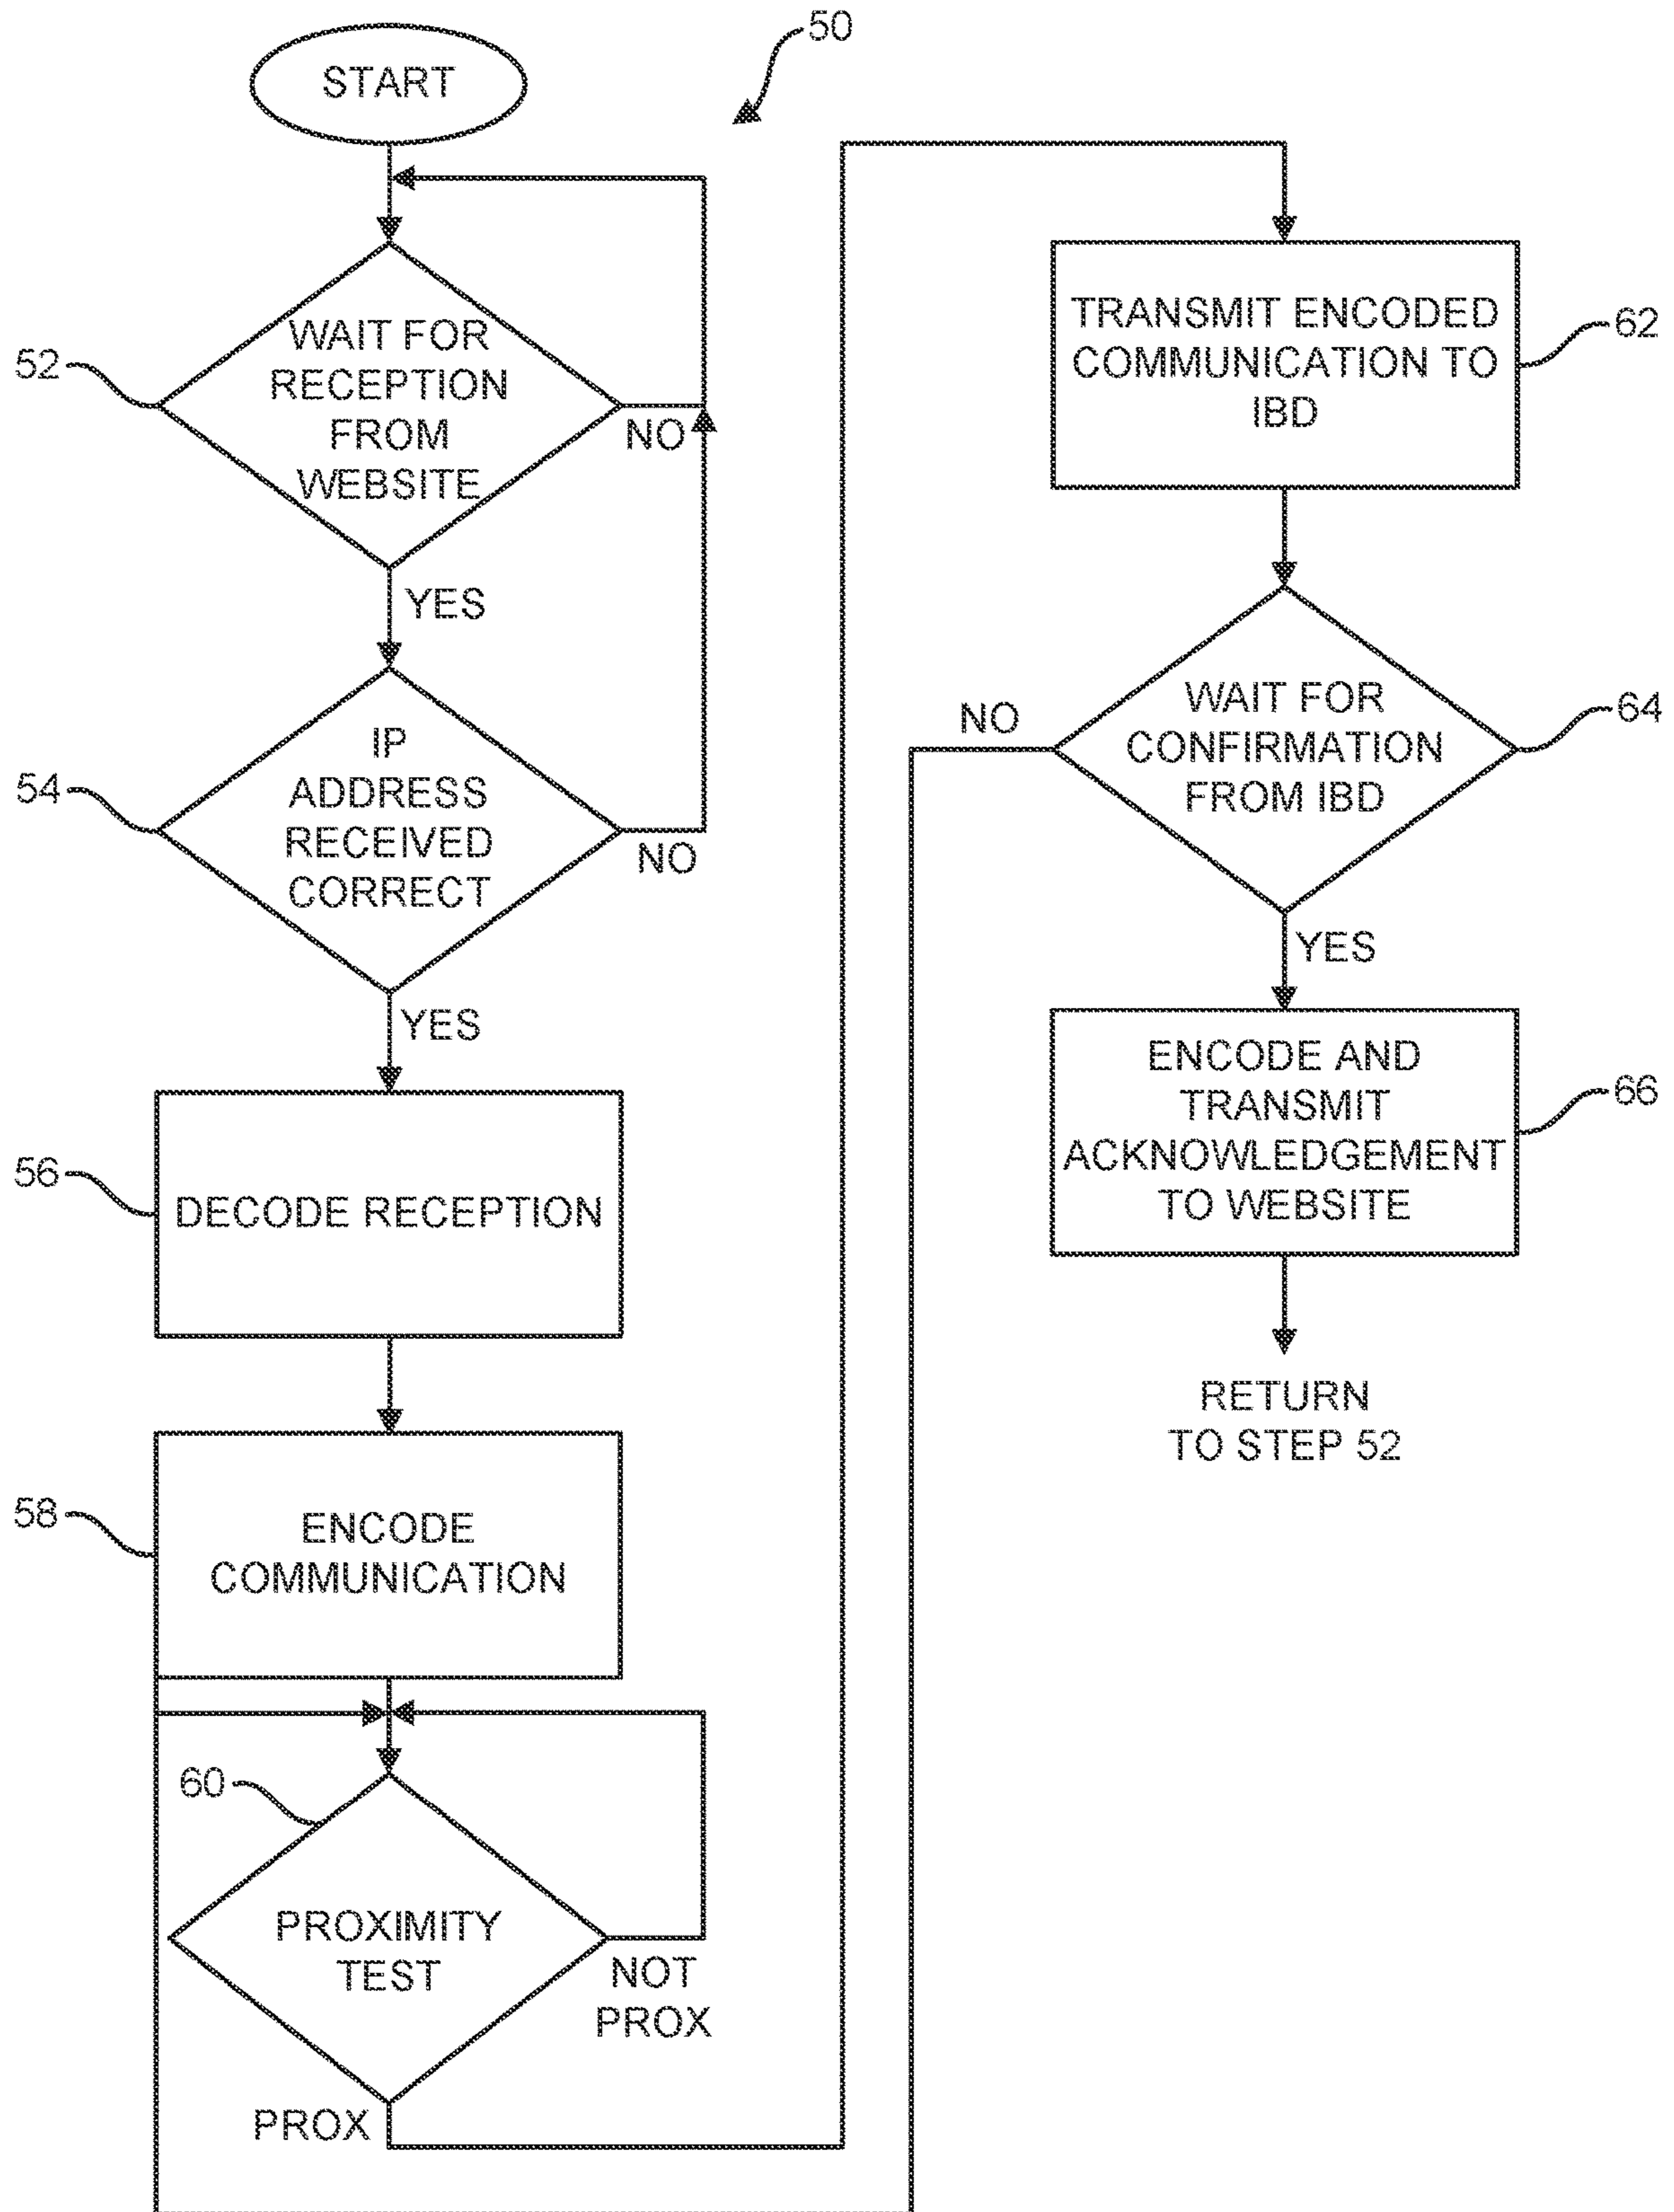 50
START
52
WAIT FOR
RECEPTION
FROM
WEBSITE
NO
YES
54
IP
ADDRESS
RECEIVED
CORRECT
NO
YES
56
DECODE RECEPTION
58
ENCODE
COMMUNICATION
60
PROXIMITY
TEST
NOT
PROX
PROX
TRANSMIT ENCODED
COMMUNICATION TO
IBD
62
NO
WAIT FOR
CONFIRMATION
FROM IBD
64
YES
ENCODE AND
TRANSMIT
ACKNOWLEDGEMENT
TO WEBSITE
66
RETURN
TO STEP 52